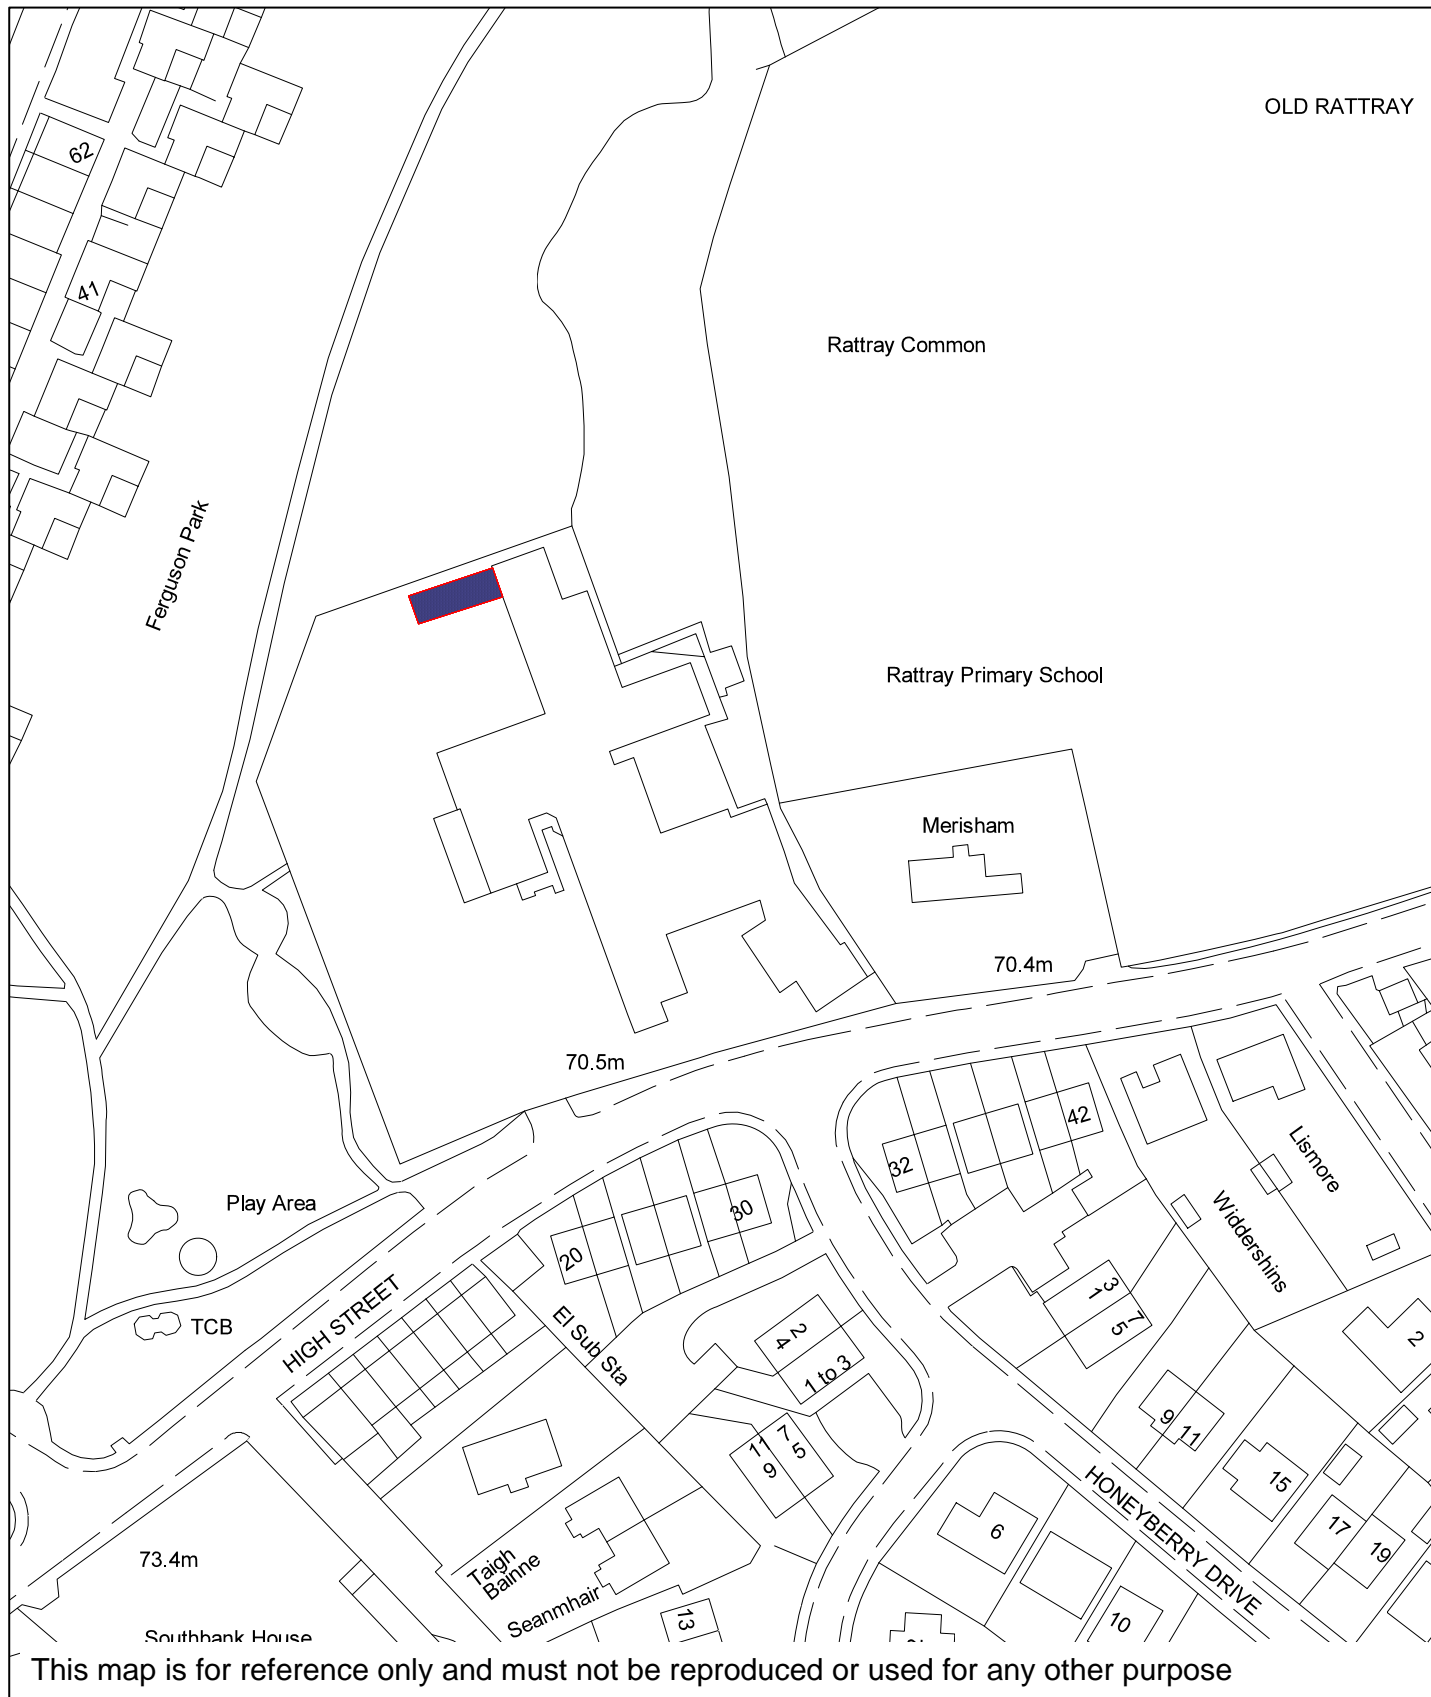 OLD RATTRAY
62
41
Rattray Common
Ferguson Park
Rattray Primary School
Merisham
70.4m
70.5m
42
32
Lismore
Widdershins
Play Area
30
20
TCB
HIGH STREET
El Sub Sta
3
1
7
5
2
4
1 to 3
2
9
11
11
7
9
5
15
HONEYBERRY DRIVE
6
17
19
73.4m
Taigh
Bainne
Seanmhair
13
10
Southbank House
This map is for reference only and must not be reproduced or used for any other purpose